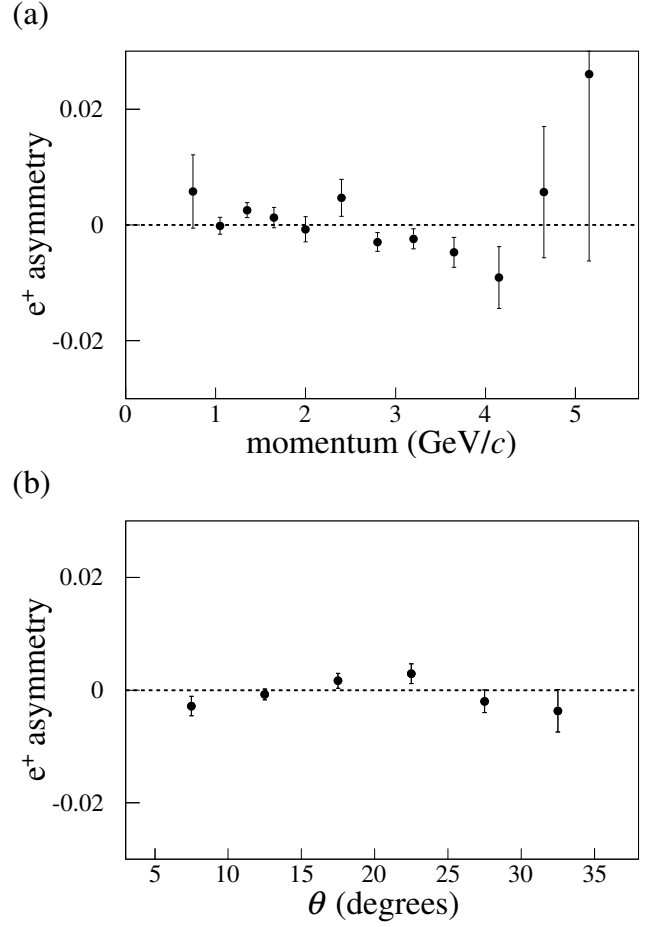 (a)
0.02
0
-0.02
e+ asymmetry
0 1 2 3 4 5
momentum (GeV/c)
(b)
0.02
0
-0.02
e+ asymmetry
5 10 15 20 25 30 35
θ (degrees)